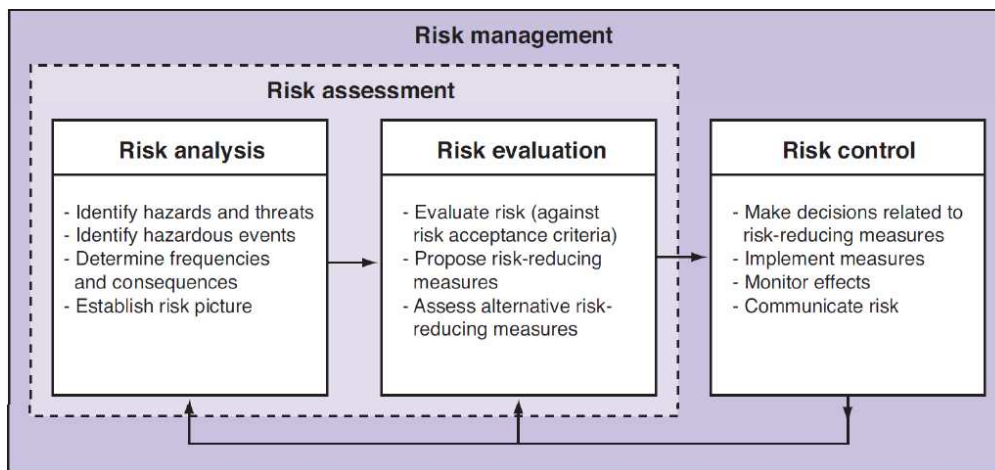 Risk management
Risk assessment
Risk analysis
- Identify hazards and threats
- Identify hazardous events
- Determine frequencies
and consequences
- Establish risk picture
Risk evaluation
- Evaluate risk (against
risk acceptance criteria)
- Propose risk-reducing
measures
- Assess alternative risk-
reducing measures
Risk control
- Make decisions related to
risk-reducing measures
- Implement measures
- Monitor effects
- Communicate risk